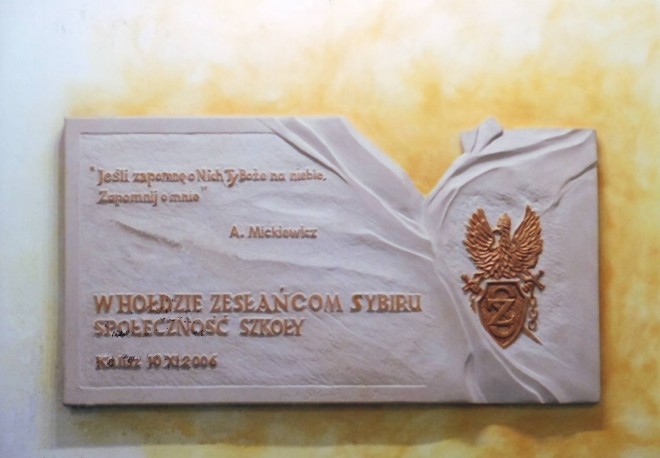 "Jeśli zapomnę o Nich Ty Boże na niebie,
Zapomnij o mnie"
A. Mickiewicz
W HOŁDZIE ZESŁAŃCOM SYBIRU
SPOŁECZNOŚĆ SZKOŁY
Kalisz 10 XI 2006